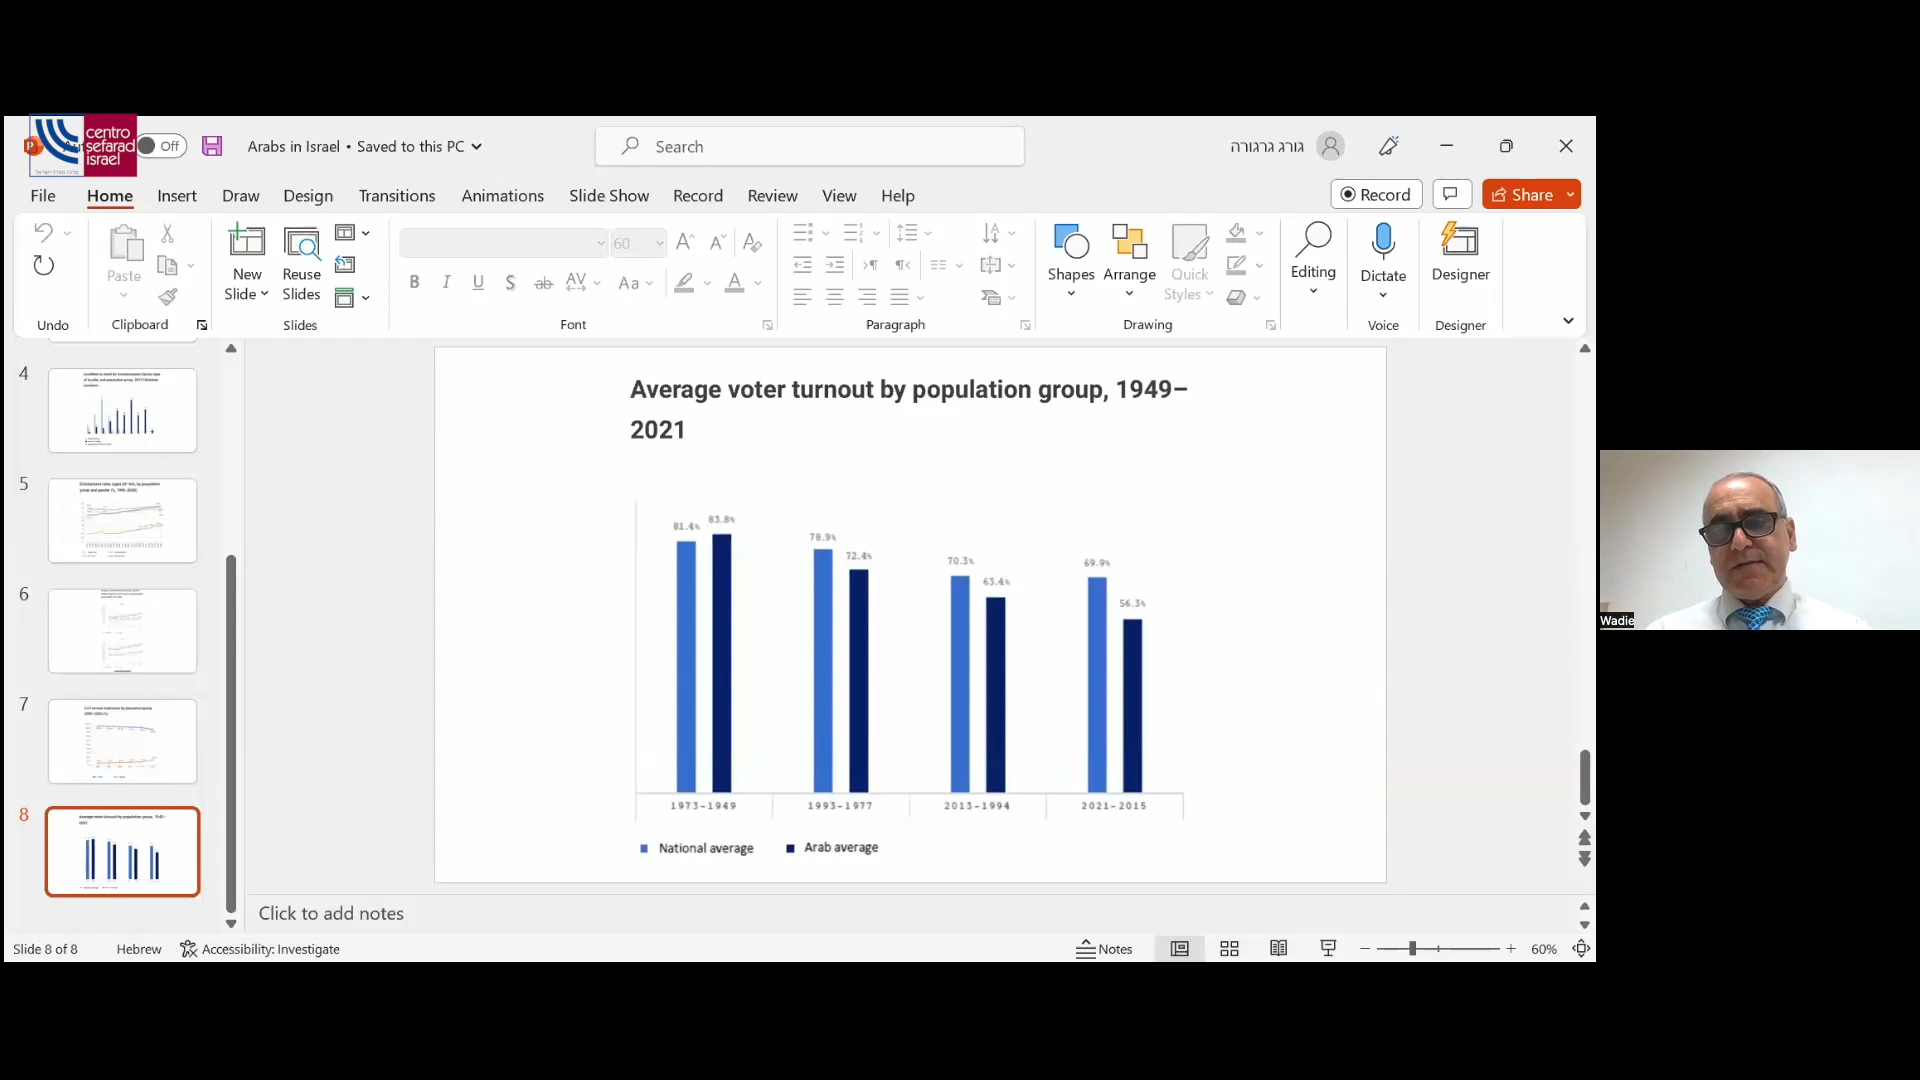 centro
sefarad
israel
Off
Arabs in Israel • Saved to this PC
Search
גורג גרגורה
File Home Insert Draw Design Transitions Animations Slide Show Record Review View Help
Record
Share
Paste
New
Slide
Reuse
Slides
60
Shapes
Arrange
Quick
Styles
Editing
Dictate
Designer
Undo
Clipboard
Slides
Font
Paragraph
Drawing
Voice
Designer
4
5
6
7
8
Average voter turnout by population group, 1949–
2021
81.4% 83.8%
78.9% 72.4%
70.3% 63.4%
69.9% 56.3%
1973-1949 1993-1977 2013-1994 2021-2015
National average Arab average
Click to add notes
Slide 8 of 8
Hebrew
Accessibility: Investigate
Notes
60%
Wadie